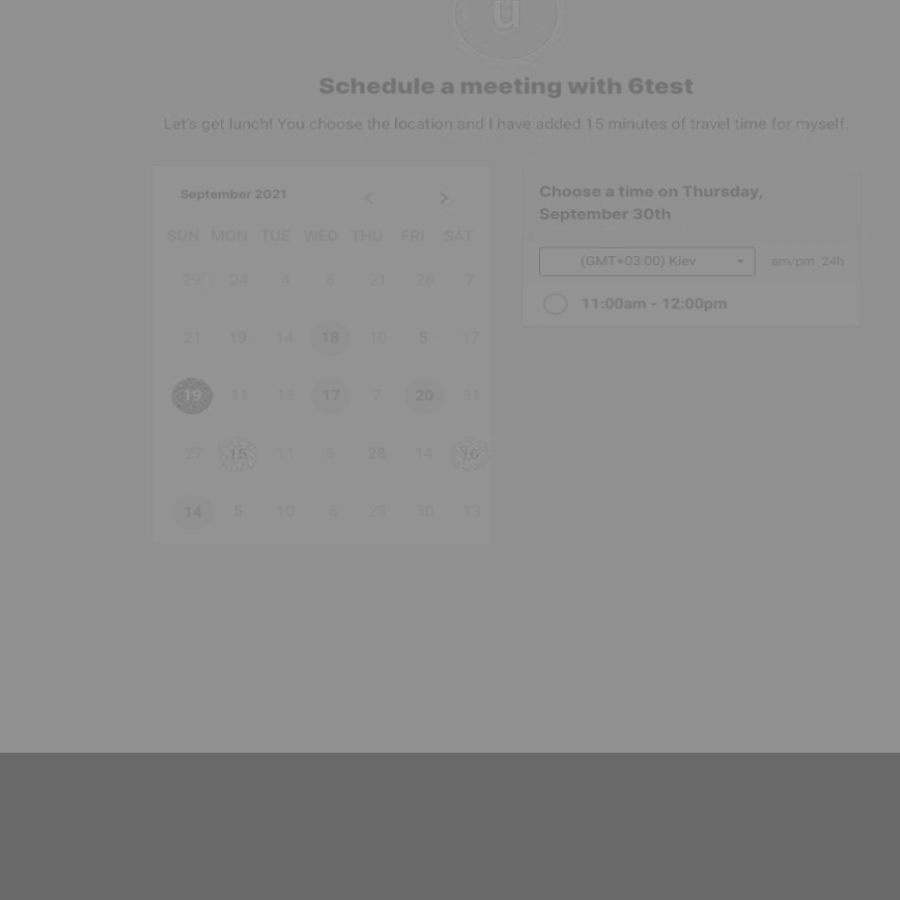 u
Schedule a meeting with 6test
Let's get lunch! You choose the location and I have added 15 minutes of travel time for myself.
September 2021
SUN MON TUE WED THU FRI SAT
29 24 4 8 21 26 7
21 19 14 18 10 5 17
19 11 18 17 7 20 31
27 15 11 8 28 14 16
14 5 10 6 23 30 13
Choose a time on Thursday,
September 30th
(GMT+03:00) Kiev am/pm 24h
11:00am - 12:00pm